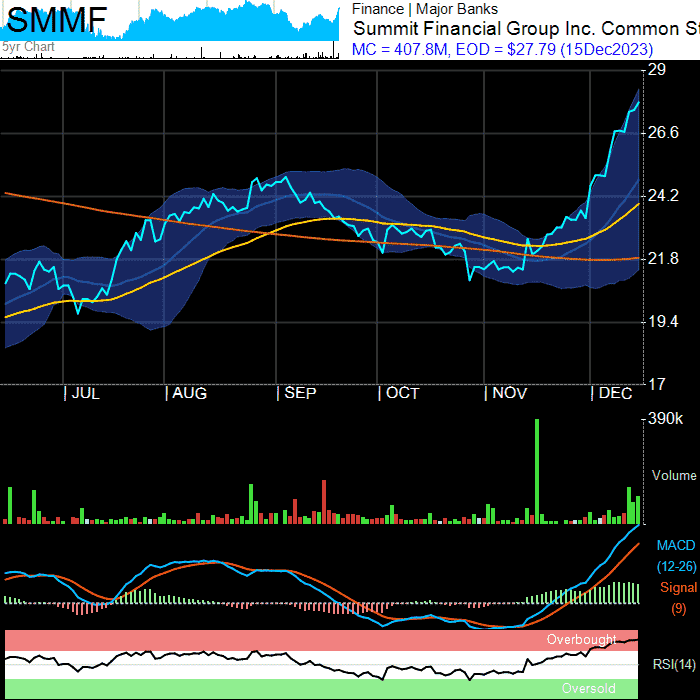 SMMF
5yr Chart
Finance | Major Banks
Summit Financial Group Inc. Common St
MC = 407.8M, EOD = $27.79 (15Dec2023)
29
26.6
24.2
21.8
19.4
17
| JUL | AUG | SEP | OCT | NOV | DEC
390k
Volume
MACD
(12-26)
Signal
(9)
Overbought
RSI(14)
Oversold